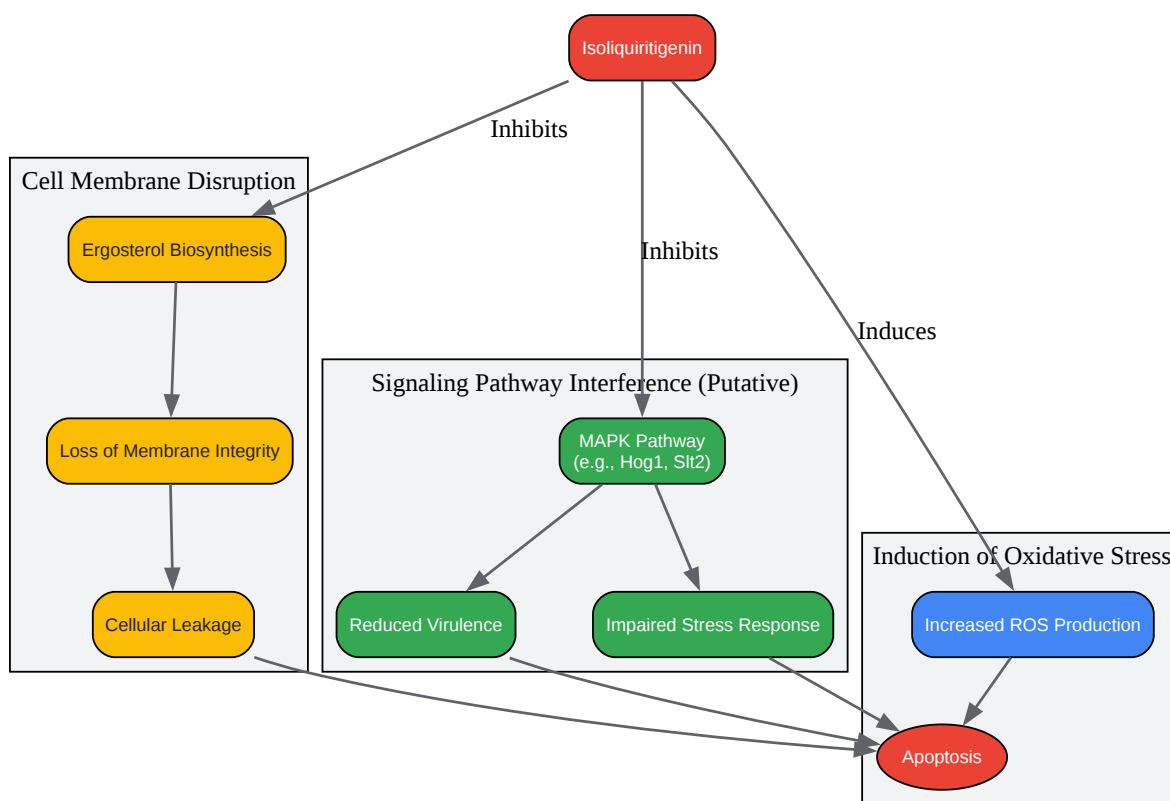 Isoliquiritigenin
Inhibits
Cell Membrane Disruption
Ergosterol Biosynthesis
Inhibits
Induces
Signaling Pathway Interference (Putative)
MAPK Pathway
(e.g., Hog1, Slt2)
Loss of Membrane Integrity
Induction of Oxidative Stress
Cellular Leakage
Reduced Virulence
Impaired Stress Response
Increased ROS Production
Apoptosis